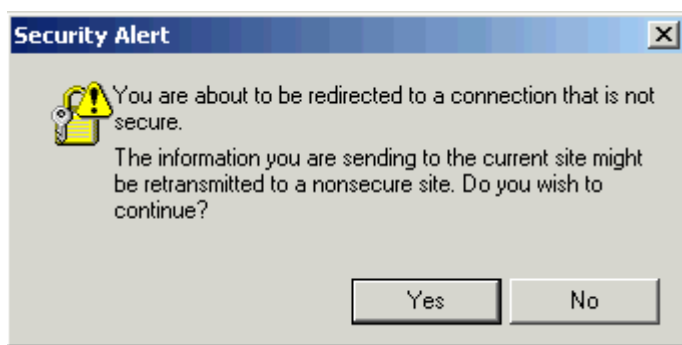 Security Alert
You are about to be redirected to a connection that is not
secure.
The information you are sending to the current site might
be retransmitted to a nonsecure site. Do you wish to
continue?
Yes No